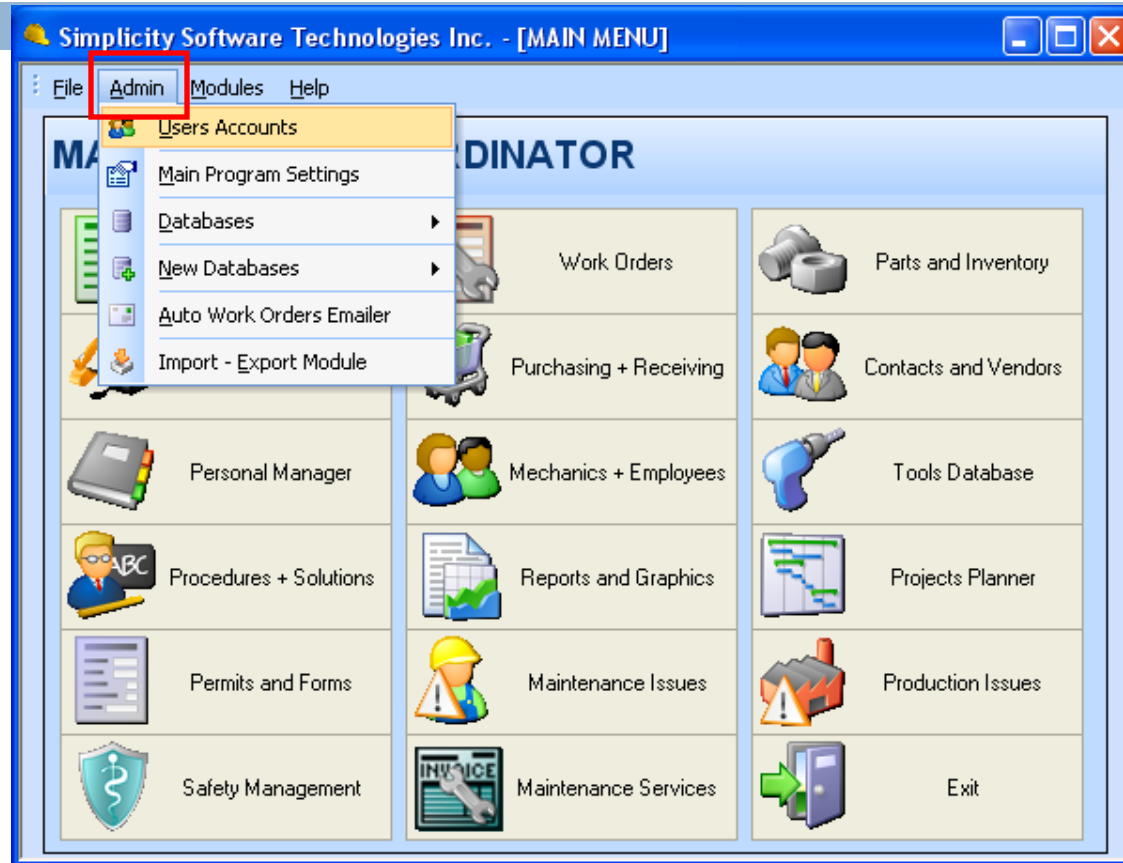 Simplicity Software Technologies Inc. - [MAIN MENU]
File Admin Modules Help
Users Accounts
Main Program Settings
Databases
New Databases
Auto Work Orders Emailer
Import - Export Module
MA DINATOR
Work Orders
Parts and Inventory
Purchasing + Receiving
Contacts and Vendors
Personal Manager
Mechanics + Employees
Tools Database
ABC
Procedures + Solutions
Reports and Graphics
Projects Planner
Permits and Forms
Maintenance Issues
Production Issues
Safety Management
INVOICE
Maintenance Services
Exit